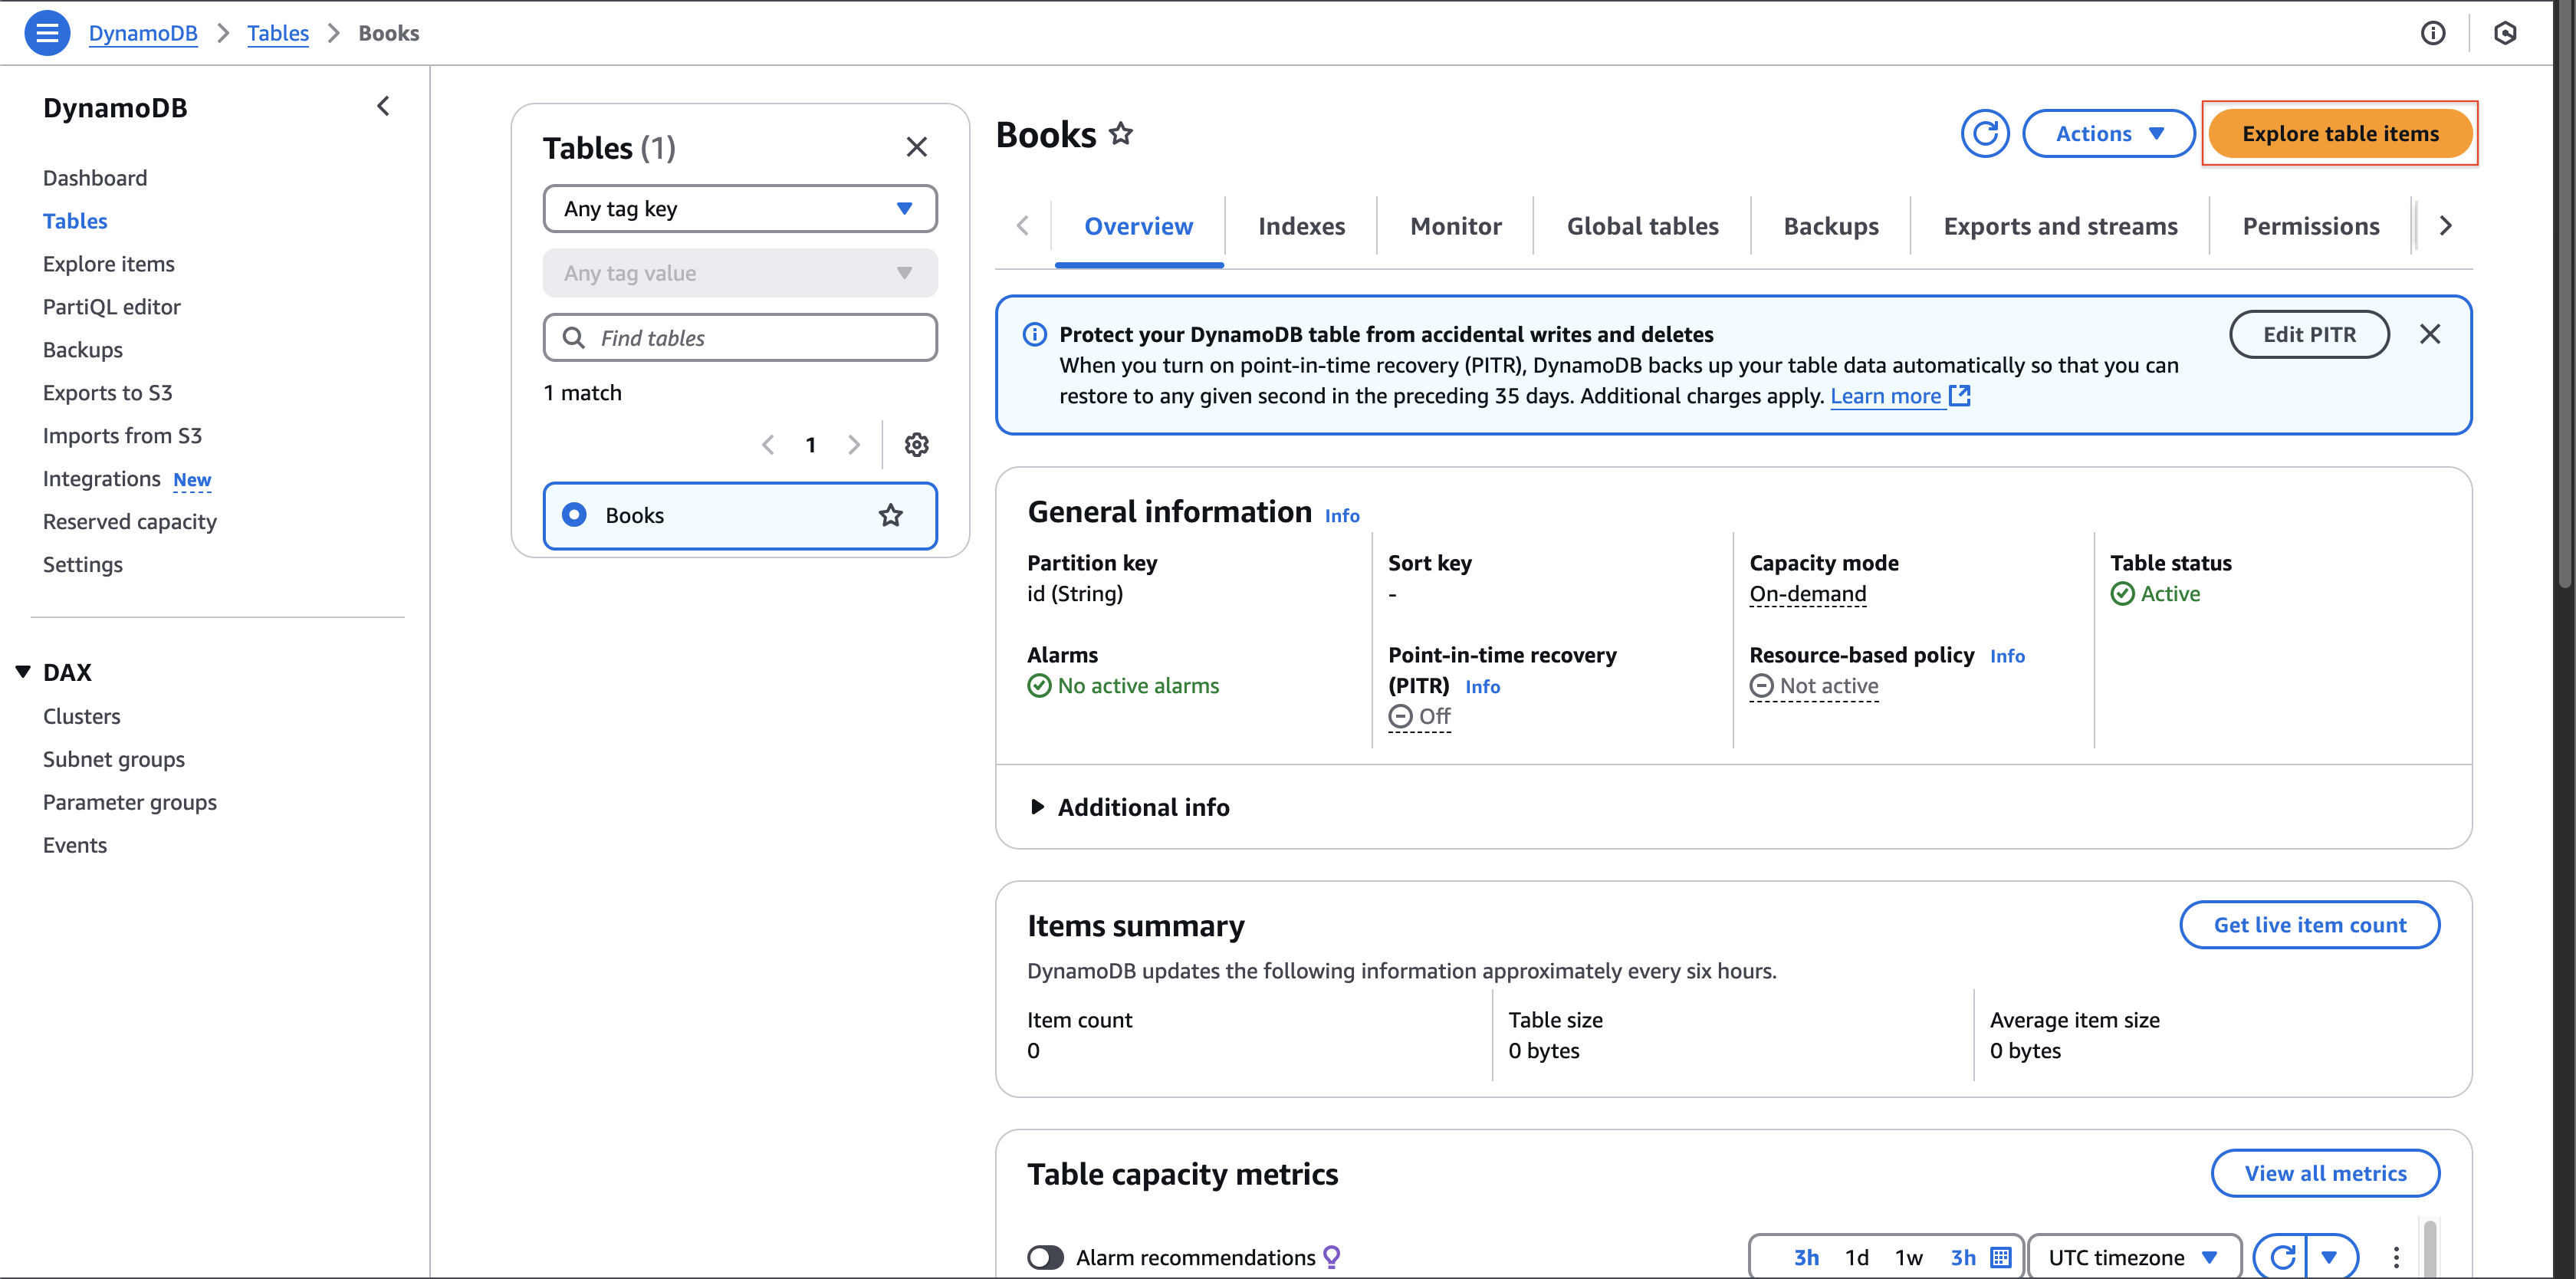 DynamoDB > Tables > Books
DynamoDB
Dashboard
Tables
Explore items
PartiQL editor
Backups
Exports to S3
Imports from S3
Integrations New
Reserved capacity
Settings
DAX
Clusters
Subnet groups
Parameter groups
Events
Tables (1)
Any tag key
Any tag value
Find tables
1 match
1
Books
Books
Actions
Explore table items
Overview
Indexes
Monitor
Global tables
Backups
Exports and streams
Permissions
Protect your DynamoDB table from accidental writes and deletes
When you turn on point-in-time recovery (PITR), DynamoDB backs up your table data automatically so that you can
restore to any given second in the preceding 35 days. Additional charges apply. Learn more
Edit PITR
General information Info
Partition key
id (String)
Sort key
-
Capacity mode
On-demand
Table status
Active
Alarms
No active alarms
Point-in-time recovery
(PITR) Info
Off
Resource-based policy Info
Not active
Additional info
Items summary
Get live item count
DynamoDB updates the following information approximately every six hours.
Item count
0
Table size
0 bytes
Average item size
0 bytes
Table capacity metrics
View all metrics
Alarm recommendations
3h 1d 1w 3h
UTC timezone